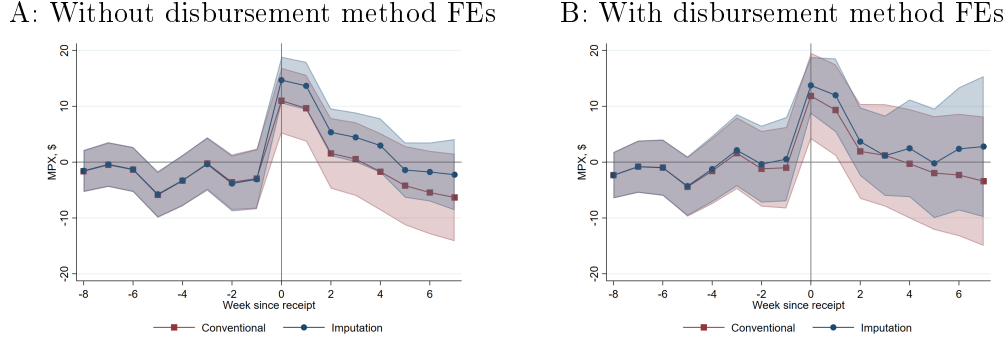 A: Without disbursement method FEs
MPX, $
20
10
0
-10
-20
-8 -6 -4 -2 0 2 4 6
Week since receipt
Conventional Imputation
B: With disbursement method FEs
MPX, $
20
10
0
-10
-20
-8 -6 -4 -2 0 2 4 6
Week since receipt
Conventional Imputation